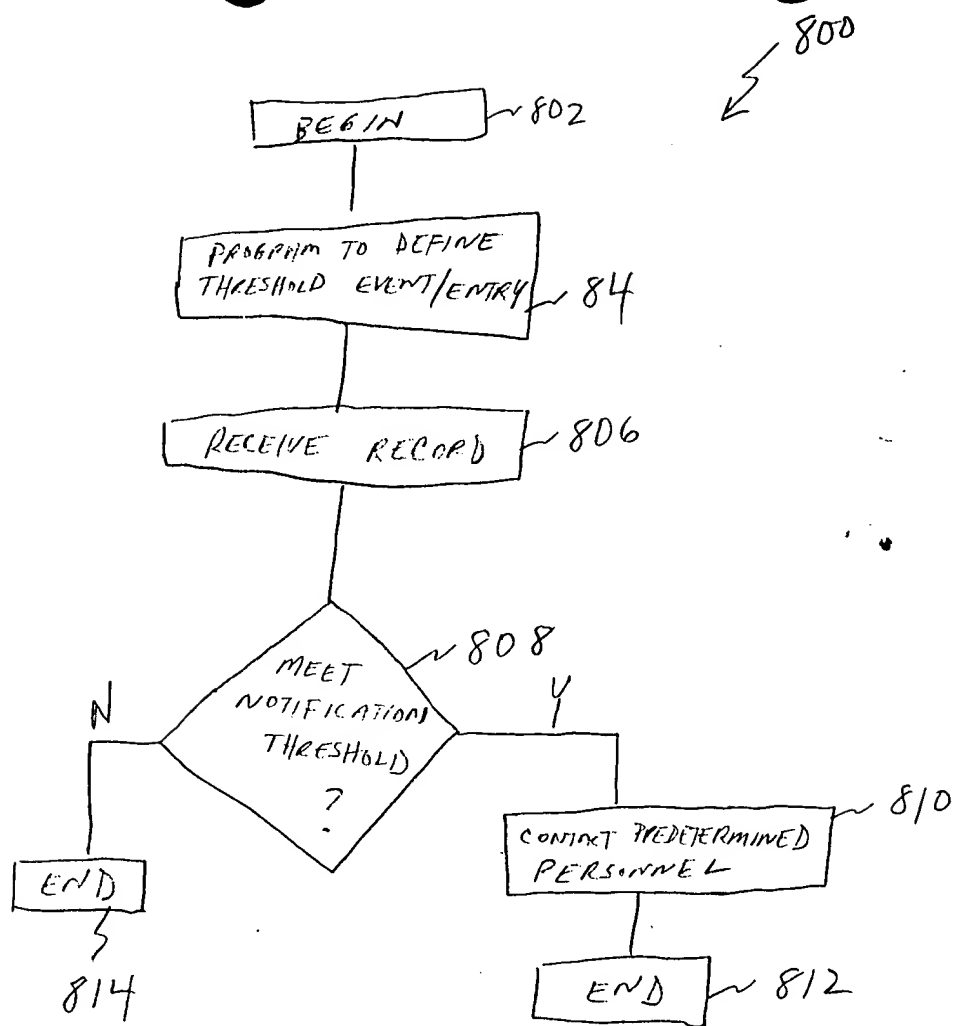 800
BEGIN
802
PROGRAM TO DEFINE
THRESHOLD EVENT/ENTRY
84
RECEIVE RECORD
806
MEET
NOTIFICATION
THRESHOLD
?
808
N
Y
CONTACT PREDETERMINED
PERSONNEL
810
END
814
END
812